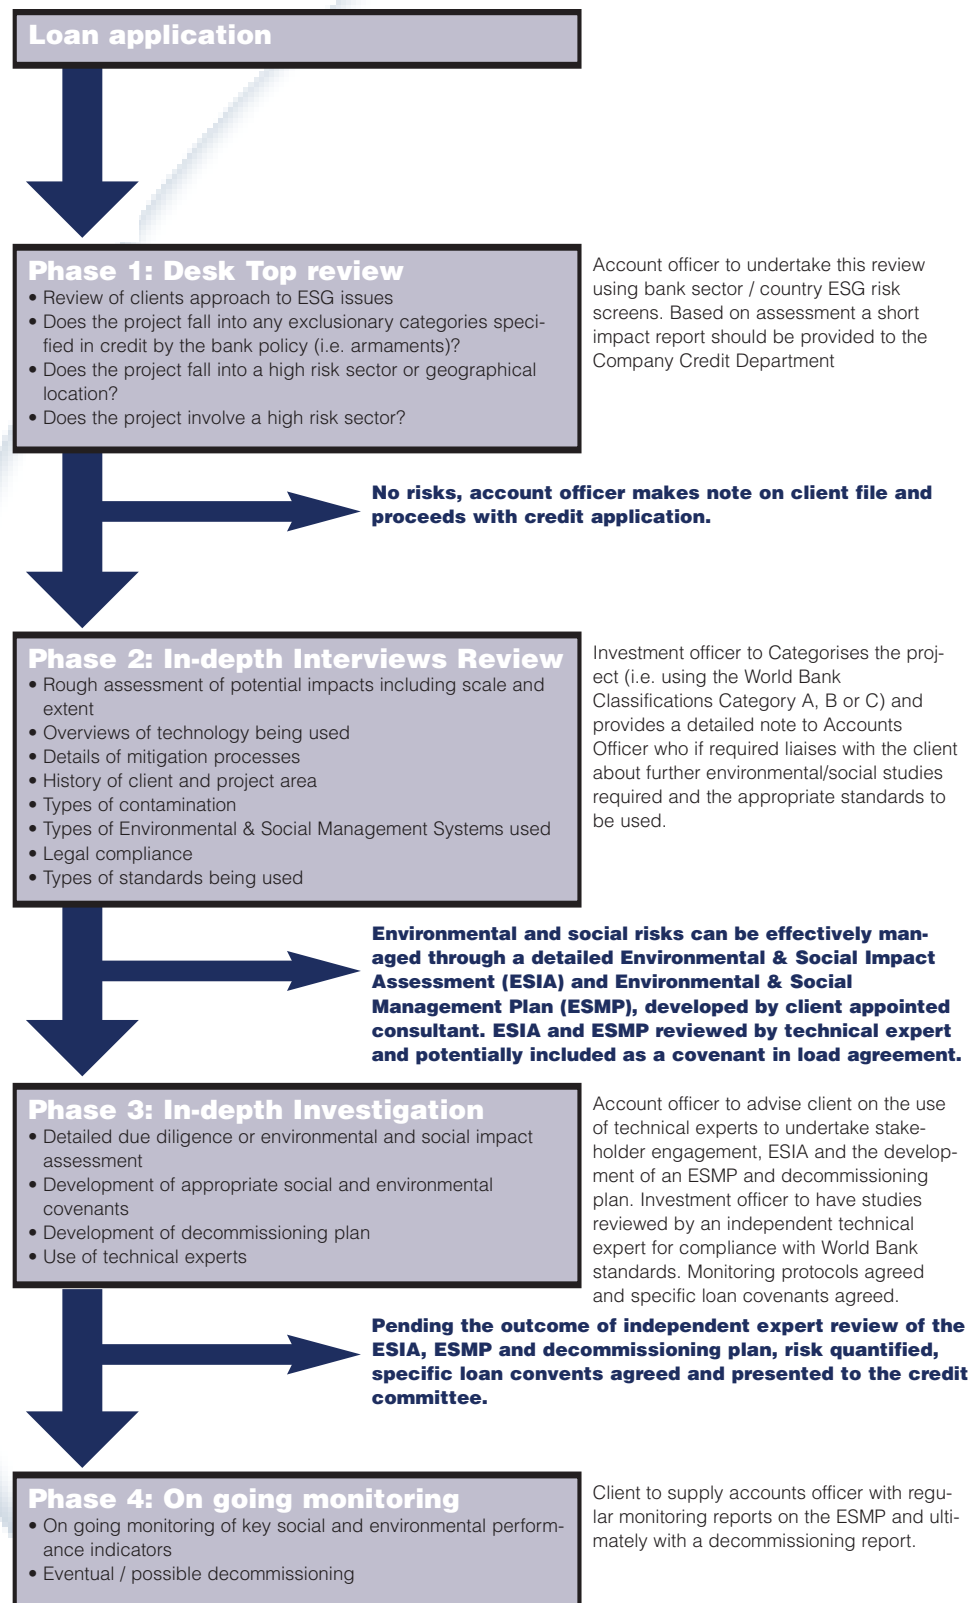 Loan application
Phase 1: Desk Top review
• Review of clients approach to ESG issues
• Does the project fall into any exclusionary categories speci-
fied in credit by the bank policy (i.e. armaments)?
• Does the project fall into a high risk sector or geographical
location?
• Does the project involve a high risk sector?
Account officer to undertake this review
using bank sector / country ESG risk
screens. Based on assessment a short
impact report should be provided to the
Company Credit Department
No risks, account officer makes note on client file and
proceeds with credit application.
Phase 2: In-depth Interviews Review
• Rough assessment of potential impacts including scale and
extent
• Overviews of technology being used
• Details of mitigation processes
• History of client and project area
• Types of contamination
• Types of Environmental & Social Management Systems used
• Legal compliance
• Types of standards being used
Investment officer to Categorises the proj-
ect (i.e. using the World Bank
Classifications Category A, B or C) and
provides a detailed note to Accounts
Officer who if required liaises with the client
about further environmental/social studies
required and the appropriate standards to
be used.
Environmental and social risks can be effectively man-
aged through a detailed Environmental & Social Impact
Assessment (ESIA) and Environmental & Social
Management Plan (ESMP), developed by client appointed
consultant. ESIA and ESMP reviewed by technical expert
and potentially included as a covenant in load agreement.
Phase 3: In-depth Investigation
• Detailed due diligence or environmental and social impact
assessment
• Development of appropriate social and environmental
covenants
• Development of decommissioning plan
• Use of technical experts
Account officer to advise client on the use
of technical experts to undertake stake-
holder engagement, ESIA and the develop-
ment of an ESMP and decommissioning
plan. Investment officer to have studies
reviewed by an independent technical
expert for compliance with World Bank
standards. Monitoring protocols agreed
and specific loan covenants agreed.
Pending the outcome of independent expert review of the
ESIA, ESMP and decommissioning plan, risk quantified,
specific loan convents agreed and presented to the credit
committee.
Phase 4: On going monitoring
• On going monitoring of key social and environmental perform-
ance indicators
• Eventual / possible decommissioning
Client to supply accounts officer with regu-
lar monitoring reports on the ESMP and ulti-
mately with a decommissioning report.